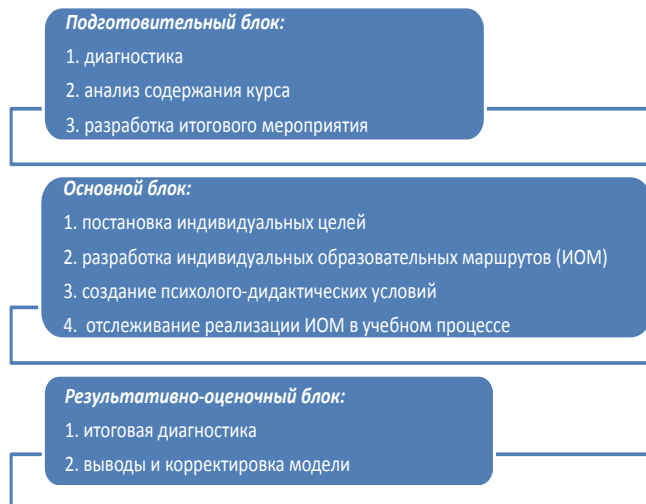 Подготовительный блок:
1. диагностика
2. анализ содержания курса
3. разработка итогового мероприятия
Основной блок:
1. постановка индивидуальных целей
2. разработка индивидуальных образовательных маршрутов (ИОМ)
3. создание психолого-дидактических условий
4. отслеживание реализации ИОМ в учебном процессе
Результативно-оценочный блок:
1. итоговая диагностика
2. выводы и корректировка модели